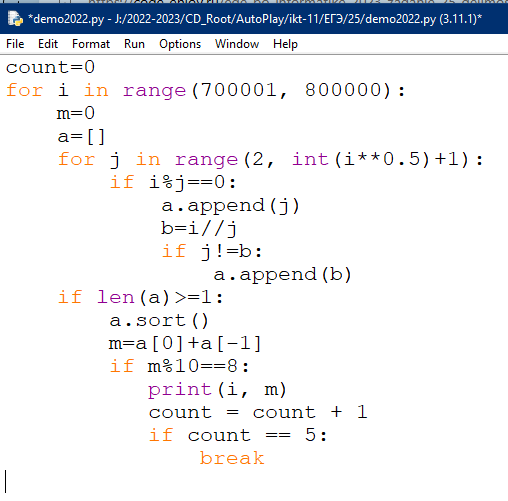 *demo2022.py - J:/2022-2023/CD_Root/AutoPlay/ikt-11/ЕГЭ/25/demo2022.py (3.11.1)*
File Edit Format Run Options Window Help
count=0
for i in range(700001, 800000):
    m=0
    a=[]
    for j in range(2, int(i**0.5)+1):
        if i%j==0:
            a.append(j)
            b=i//j
            if j!=b:
                a.append(b)
    if len(a)>=1:
        a.sort()
        m=a[0]+a[-1]
        if m%10==8:
           print(i, m)
           count = count + 1
           if count == 5:
               break